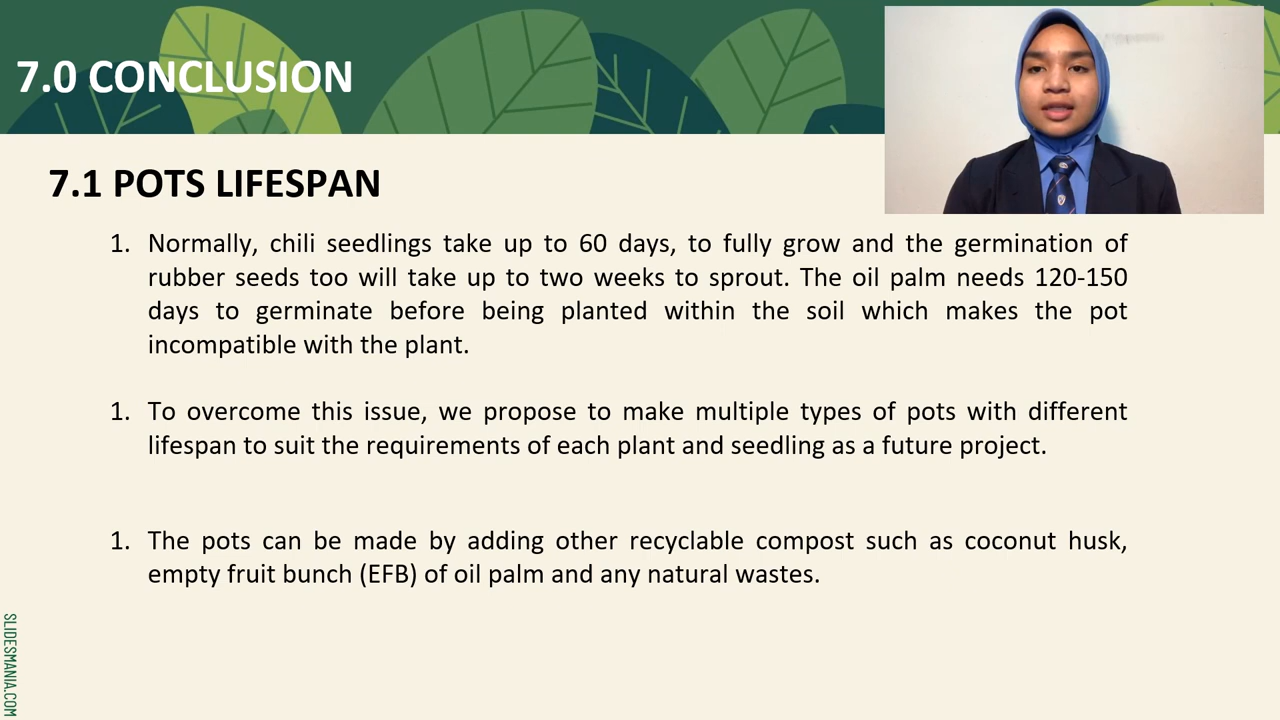 7.0 CONCLUSION
7.1 POTS LIFESPAN
1. Normally, chili seedlings take up to 60 days, to fully grow and the germination of
rubber seeds too will take up to two weeks to sprout. The oil palm needs 120-150
days to germinate before being planted within the soil which makes the pot
incompatible with the plant.
1. To overcome this issue, we propose to make multiple types of pots with different
lifespan to suit the requirements of each plant and seedling as a future project.
1. The pots can be made by adding other recyclable compost such as coconut husk,
empty fruit bunch (EFB) of oil palm and any natural wastes.
SLIDESMANIA.COM